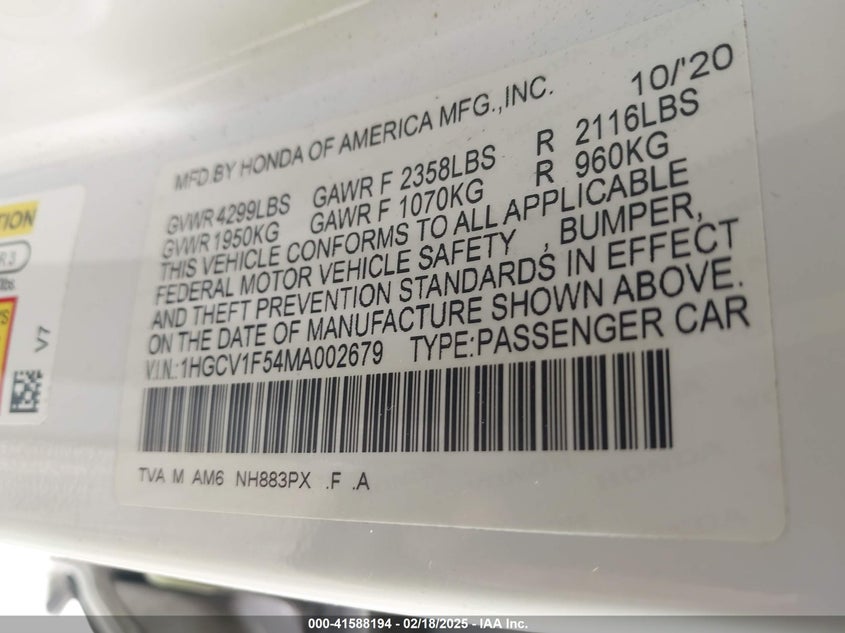 10/'20
MFD.BY HONDA OF AMERICA MFG.,INC.
GVWR 4299LBS GAWR F 2358LBS R 2116LBS
GVWR 1950KG GAWR F 1070KG R 960KG
THIS VEHICLE CONFORMS TO ALL APPLICABLE
FEDERAL MOTOR VEHICLE SAFETY , BUMPER,
AND THEFT PREVENTION STANDARDS IN EFFECT
ON THE DATE OF MANUFACTURE SHOWN ABOVE.
V.I.N.:1HGCV1F54MA002679 TYPE:PASSENGER CAR
TVA M AM6 NH883PX .F .A
V7
000-41588194 - 02/18/2025 - IAA Inc.